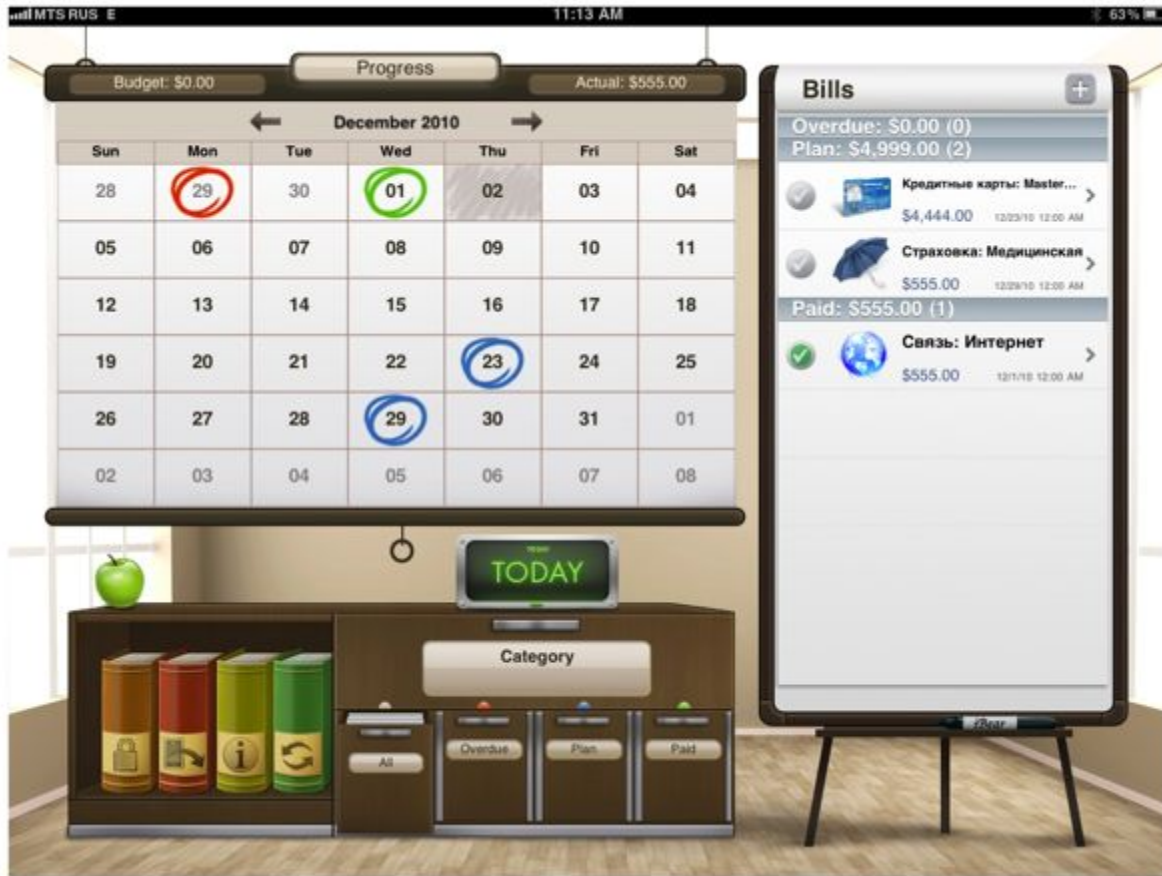 MTS RUS E
11:13 AM
63%
Progress
Budget: $0.00
Actual: $555.00
December 2010
Sun Mon Tue Wed Thu Fri Sat
28 29 30 01 02 03 04
05 06 07 08 09 10 11
12 13 14 15 16 17 18
19 20 21 22 23 24 25
26 27 28 29 30 31 01
02 03 04 05 06 07 08
Bills
Overdue: $0.00 (0)
Plan: $4,999.00 (2)
Кредитные карты: Master...
$4,444.00 12/23/10 12:00 AM
Страховка: Медицинская
$555.00 12/29/10 12:00 AM
Paid: $555.00 (1)
Связь: Интернет
$555.00 12/1/10 12:00 AM
iBear
TODAY
TODAY
Category
All
Overdue
Plan
Paid